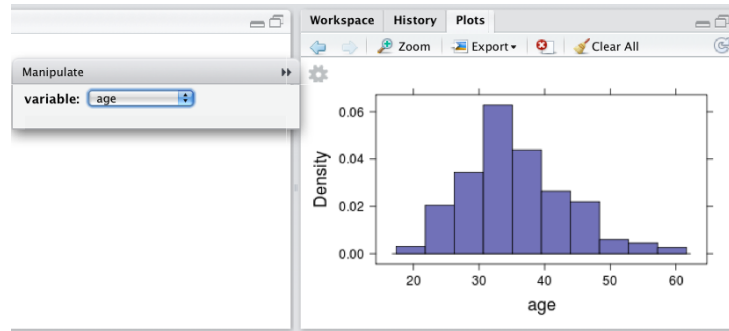 Workspace History Plots
Zoom Export Clear All
Manipulate
variable: age
0.06
0.04
0.02
0.00
Density
20 30 40 50 60
age